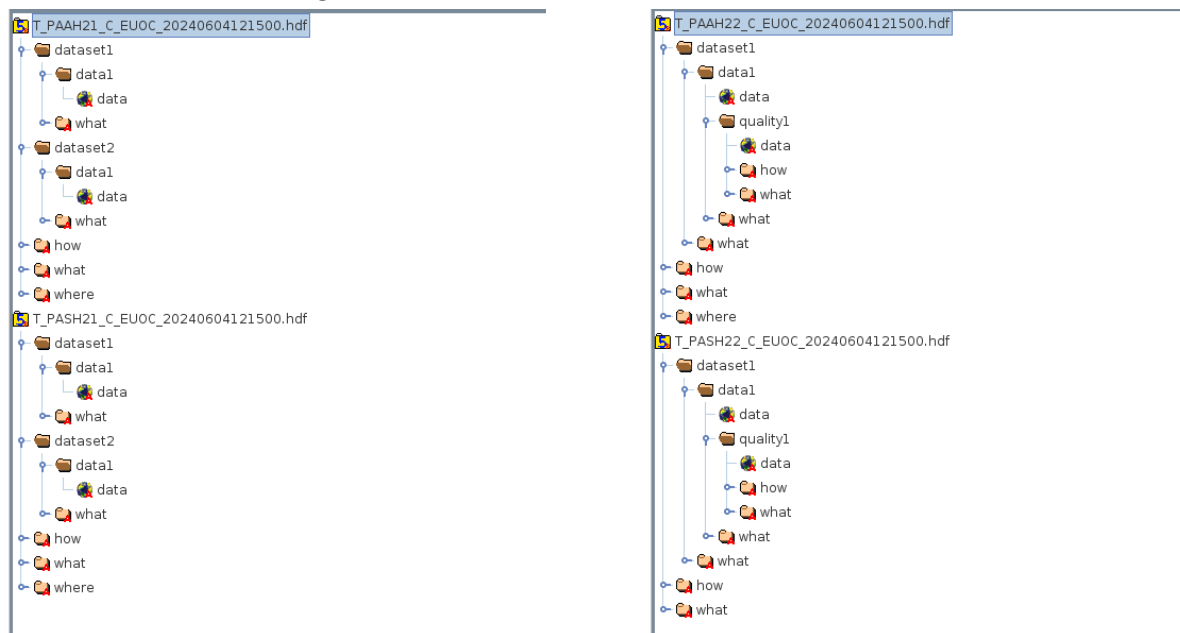 T_PAAH21_C_EUOC_20240604121500.hdf
dataset1
data1
data
what
dataset2
data1
data
what
how
what
where
T_PASH21_C_EUOC_20240604121500.hdf
dataset1
data1
data
what
dataset2
data1
data
what
how
what
where
T_PAAH22_C_EUOC_20240604121500.hdf
dataset1
data1
data
quality1
data
how
what
what
what
how
what
where
T_PASH22_C_EUOC_20240604121500.hdf
dataset1
data1
data
quality1
data
how
what
what
what
how
what